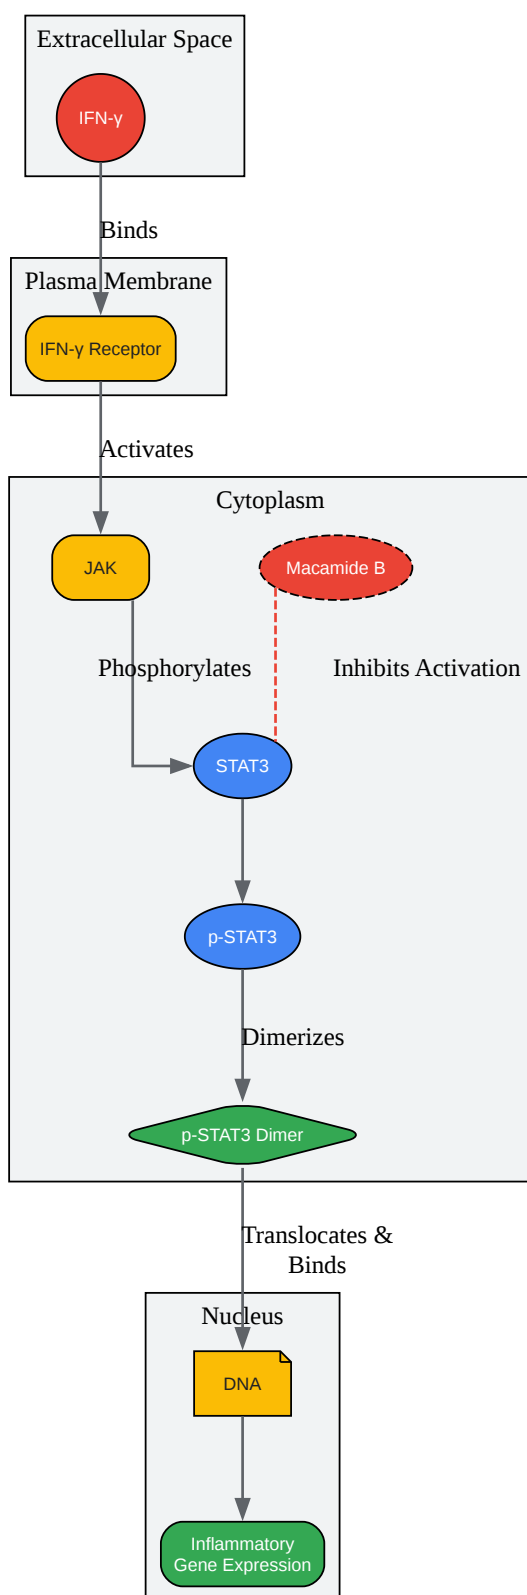 Extracellular Space
IFN-γ
Binds
Plasma Membrane
IFN-γ Receptor
Activates
Cytoplasm
JAK
Macamide B
Phosphorylates
Inhibits Activation
STAT3
p-STAT3
Dimerizes
p-STAT3 Dimer
Translocates &
Binds
Nucleus
DNA
Inflammatory
Gene Expression